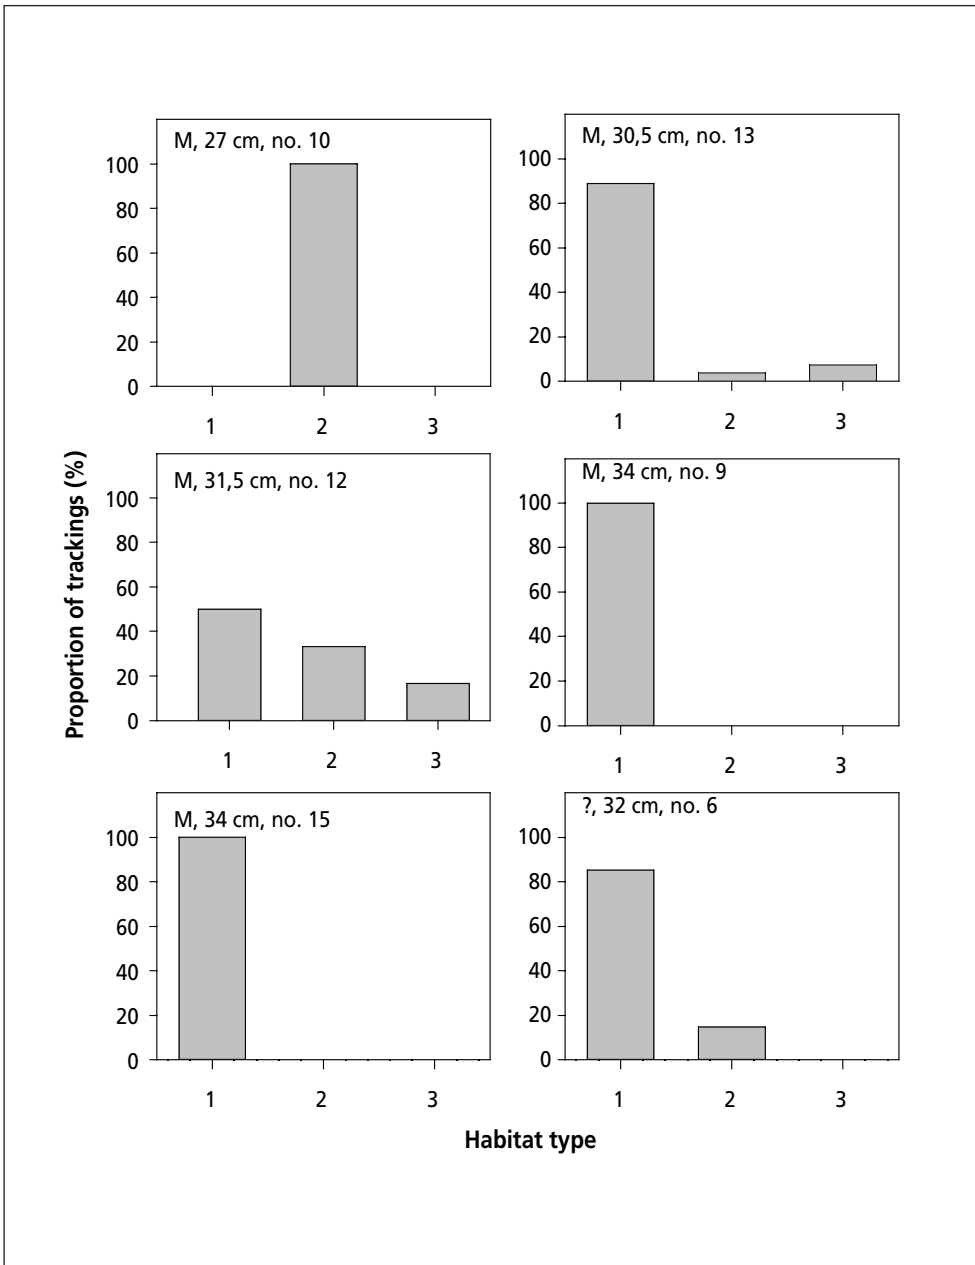 M, 27 cm, no. 10
100
80
60
40
20
0
1 2 3
M, 30,5 cm, no. 13
100
80
60
40
20
0
1 2 3
Proportion of trackings (%)
M, 31,5 cm, no. 12
100
80
60
40
20
0
1 2 3
M, 34 cm, no. 9
100
80
60
40
20
0
1 2 3
M, 34 cm, no. 15
100
80
60
40
20
0
1 2 3
?, 32 cm, no. 6
100
80
60
40
20
0
1 2 3
Habitat type